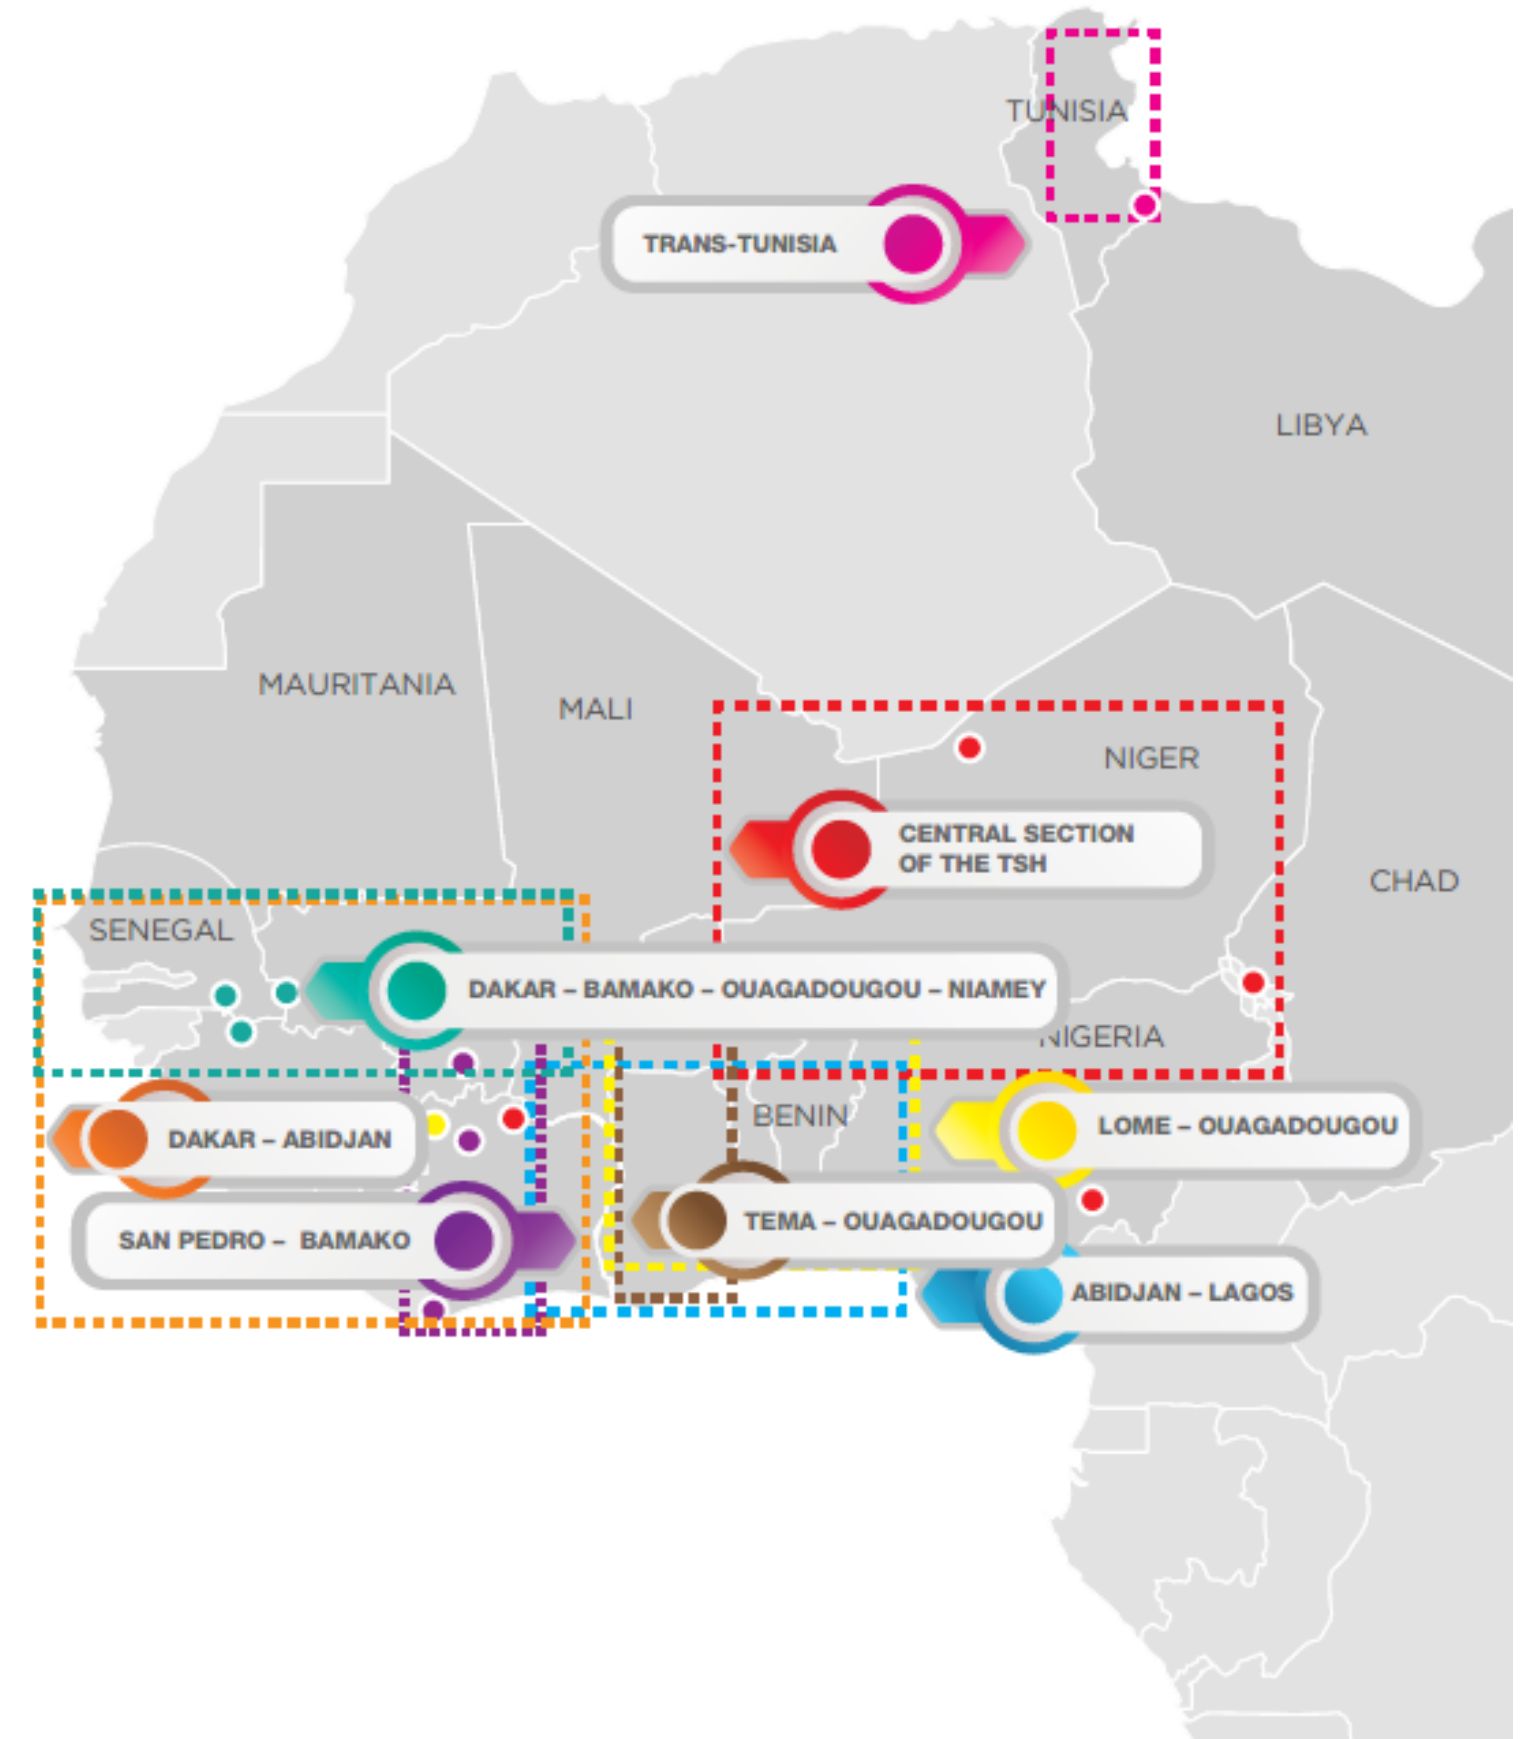 TUNISIA
TRANS-TUNISIA
LIBYA
MAURITANIA
MALI
NIGER
CENTRAL SECTION
OF THE TSH
CHAD
SENEGAL
DAKAR – BAMAKO – OUAGADOUGOU – NIAMEY
NIGERIA
BENIN
LOME – OUAGADOUGOU
DAKAR – ABIDJAN
TEMA – OUAGADOUGOU
SAN PEDRO – BAMAKO
ABIDJAN – LAGOS